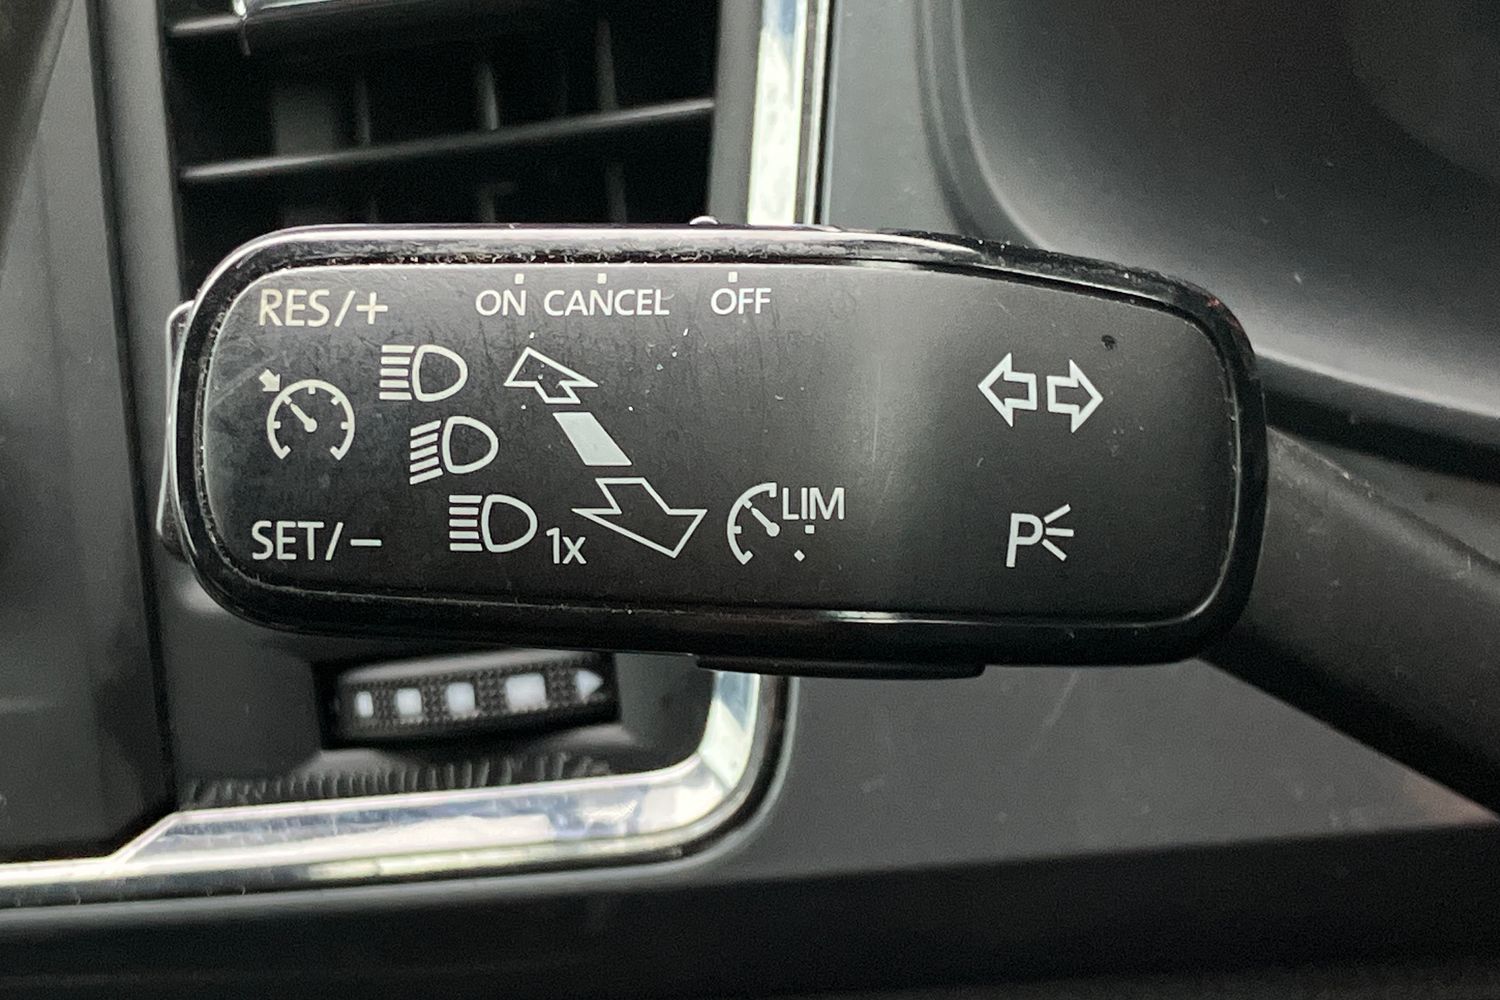 RES/+ ON CANCEL OFF
LIM
SET/− 1x P